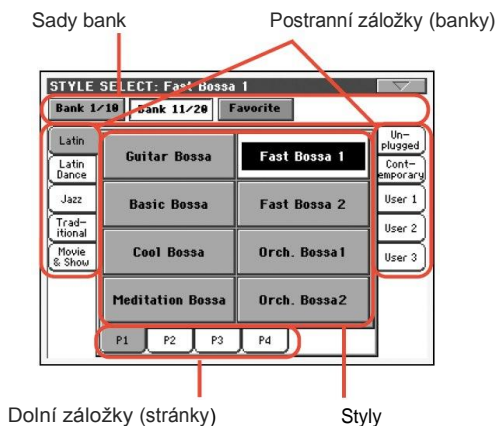 Sady bank
Postranní záložky (banky)
STYLE SELECT: Fast Bossa 1
Bank 1/10
Bank 11/20
Favorite
Latin
Latin
Dance
Jazz
Trad-
itional
Movie
& Show
Guitar Bossa
Fast Bossa 1
Basic Bossa
Fast Bossa 2
Cool Bossa
Orch. Bossa1
Meditation Bossa
Orch. Bossa2
Un-
plugged
Cont-
emporary
User 1
User 2
User 3
P1
P2
P3
P4
Dolní záložky (stránky)
Styly